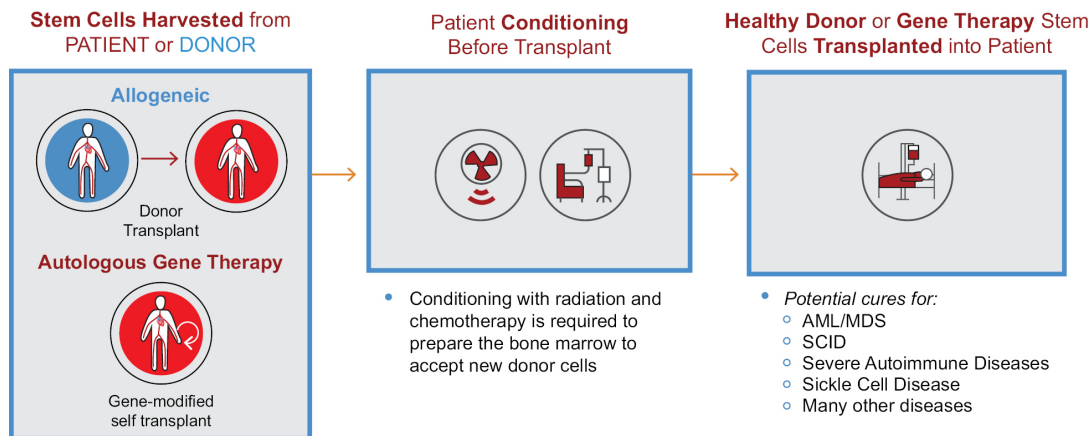 Stem Cells Harvested from
PATIENT or DONOR
Allogeneic
Donor
Transplant
Autologous Gene Therapy
Gene-modified
self transplant
Patient Conditioning
Before Transplant
• Conditioning with radiation and
chemotherapy is required to
prepare the bone marrow to
accept new donor cells
Healthy Donor or Gene Therapy Stem
Cells Transplanted into Patient
• Potential cures for:
○ AML/MDS
○ SCID
○ Severe Autoimmune Diseases
○ Sickle Cell Disease
○ Many other diseases